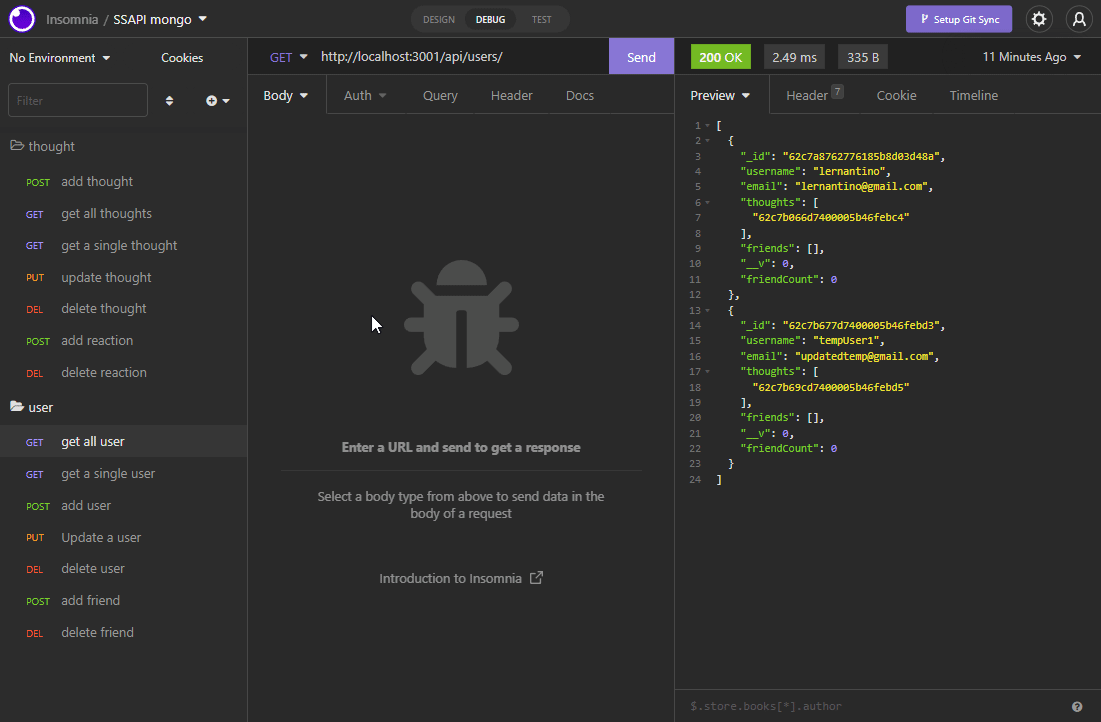 Insomnia / SSAPI mongo
DESIGN DEBUG TEST
Setup Git Sync
No Environment Cookies
Filter
thought
POST add thought
GET get all thoughts
GET get a single thought
PUT update thought
DEL delete thought
POST add reaction
DEL delete reaction
user
GET get all user
GET get a single user
POST add user
PUT Update a user
DEL delete user
POST add friend
DEL delete friend
GET http://localhost:3001/api/users/ Send
Body Auth Query Header Docs
Enter a URL and send to get a response
Select a body type from above to send data in the
body of a request
Introduction to Insomnia
200 OK 2.49 ms 335 B 11 Minutes Ago
Preview Header 7 Cookie Timeline
1 [
2 {
3 "_id": "62c7a8762776185b8d03d48a",
4 "username": "lernantino",
5 "email": "lernantino@gmail.com",
6 "thoughts": [
7 "62c7b066d7400005b46febc4"
8 ],
9 "friends": [],
10 "__v": 0,
11 "friendCount": 0
12 },
13 {
14 "_id": "62c7b677d7400005b46febd3",
15 "username": "tempUser1",
16 "email": "updatedtemp@gmail.com",
17 "thoughts": [
18 "62c7b69cd7400005b46febd5"
19 ],
20 "friends": [],
21 "__v": 0,
22 "friendCount": 0
23 }
24 ]
$.store.books[*].author